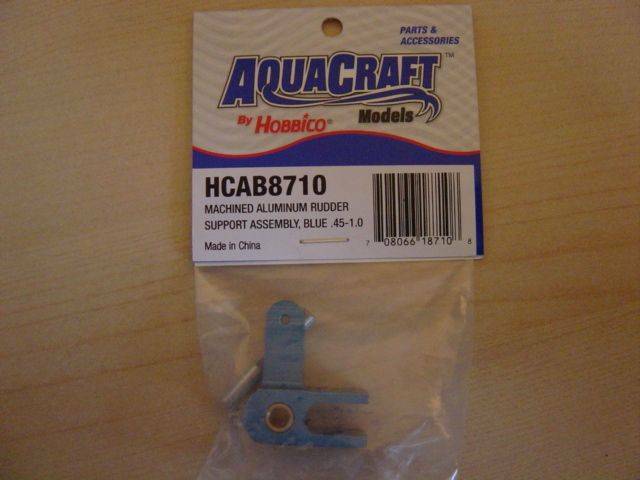 PARTS &
ACCESSORIES
AQUACRAFT™
By HOBBICO® Models
HCAB8710
MACHINED ALUMINUM RUDDER
SUPPORT ASSEMBLY, BLUE .45-1.0
Made in China
7 08066 18710 8